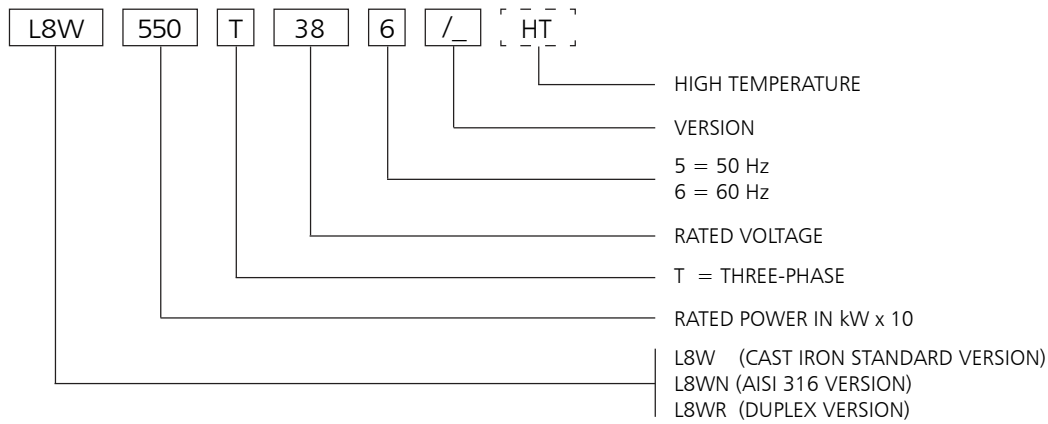 L8W 550 T 38 6 /_ HT
HIGH TEMPERATURE
VERSION
5 = 50 Hz
6 = 60 Hz
RATED VOLTAGE
T = THREE-PHASE
RATED POWER IN kW x 10
L8W (CAST IRON STANDARD VERSION)
L8WN (AISI 316 VERSION)
L8WR (DUPLEX VERSION)